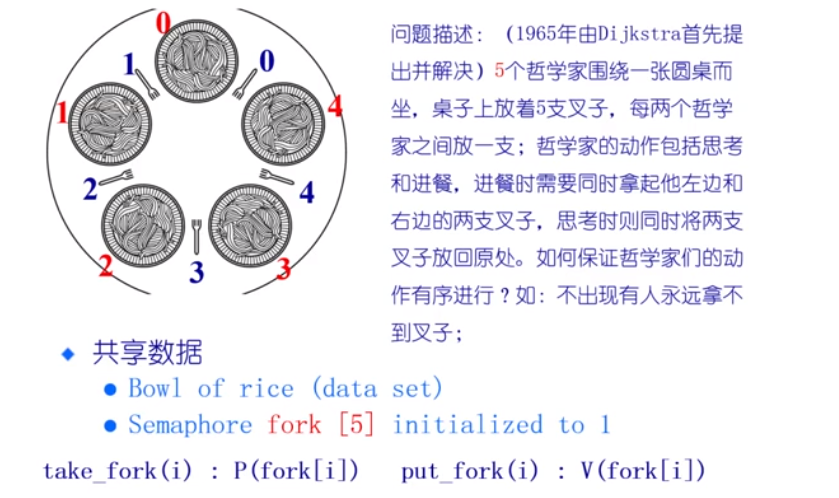 0
1
0
1
4
2
4
2
3
3
问题描述：（1965年由Dijkstra首先提
出并解决）5个哲学家围绕一张圆桌而
坐，桌子上放着5支叉子，每两个哲学
家之间放一支；哲学家的动作包括思考
和进餐，进餐时需要同时拿起他左边和
右边的两支叉子，思考时则同时将两支
叉子放回原处。如何保证哲学家们的动
作有序进行？如：不出现有人永远拿不
到叉子；
共享数据
Bowl of rice (data set)
Semaphore fork [5] initialized to 1
take_fork(i) : P(fork[i]) put_fork(i) : V(fork[i])